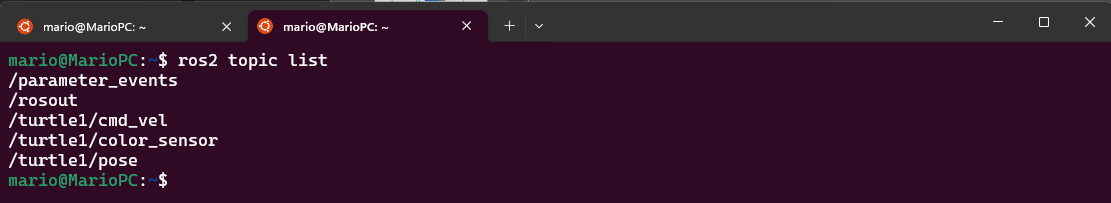 mario@MarioPC: ~
mario@MarioPC: ~
mario@MarioPC:~$ ros2 topic list
/parameter_events
/rosout
/turtle1/cmd_vel
/turtle1/color_sensor
/turtle1/pose
mario@MarioPC:~$